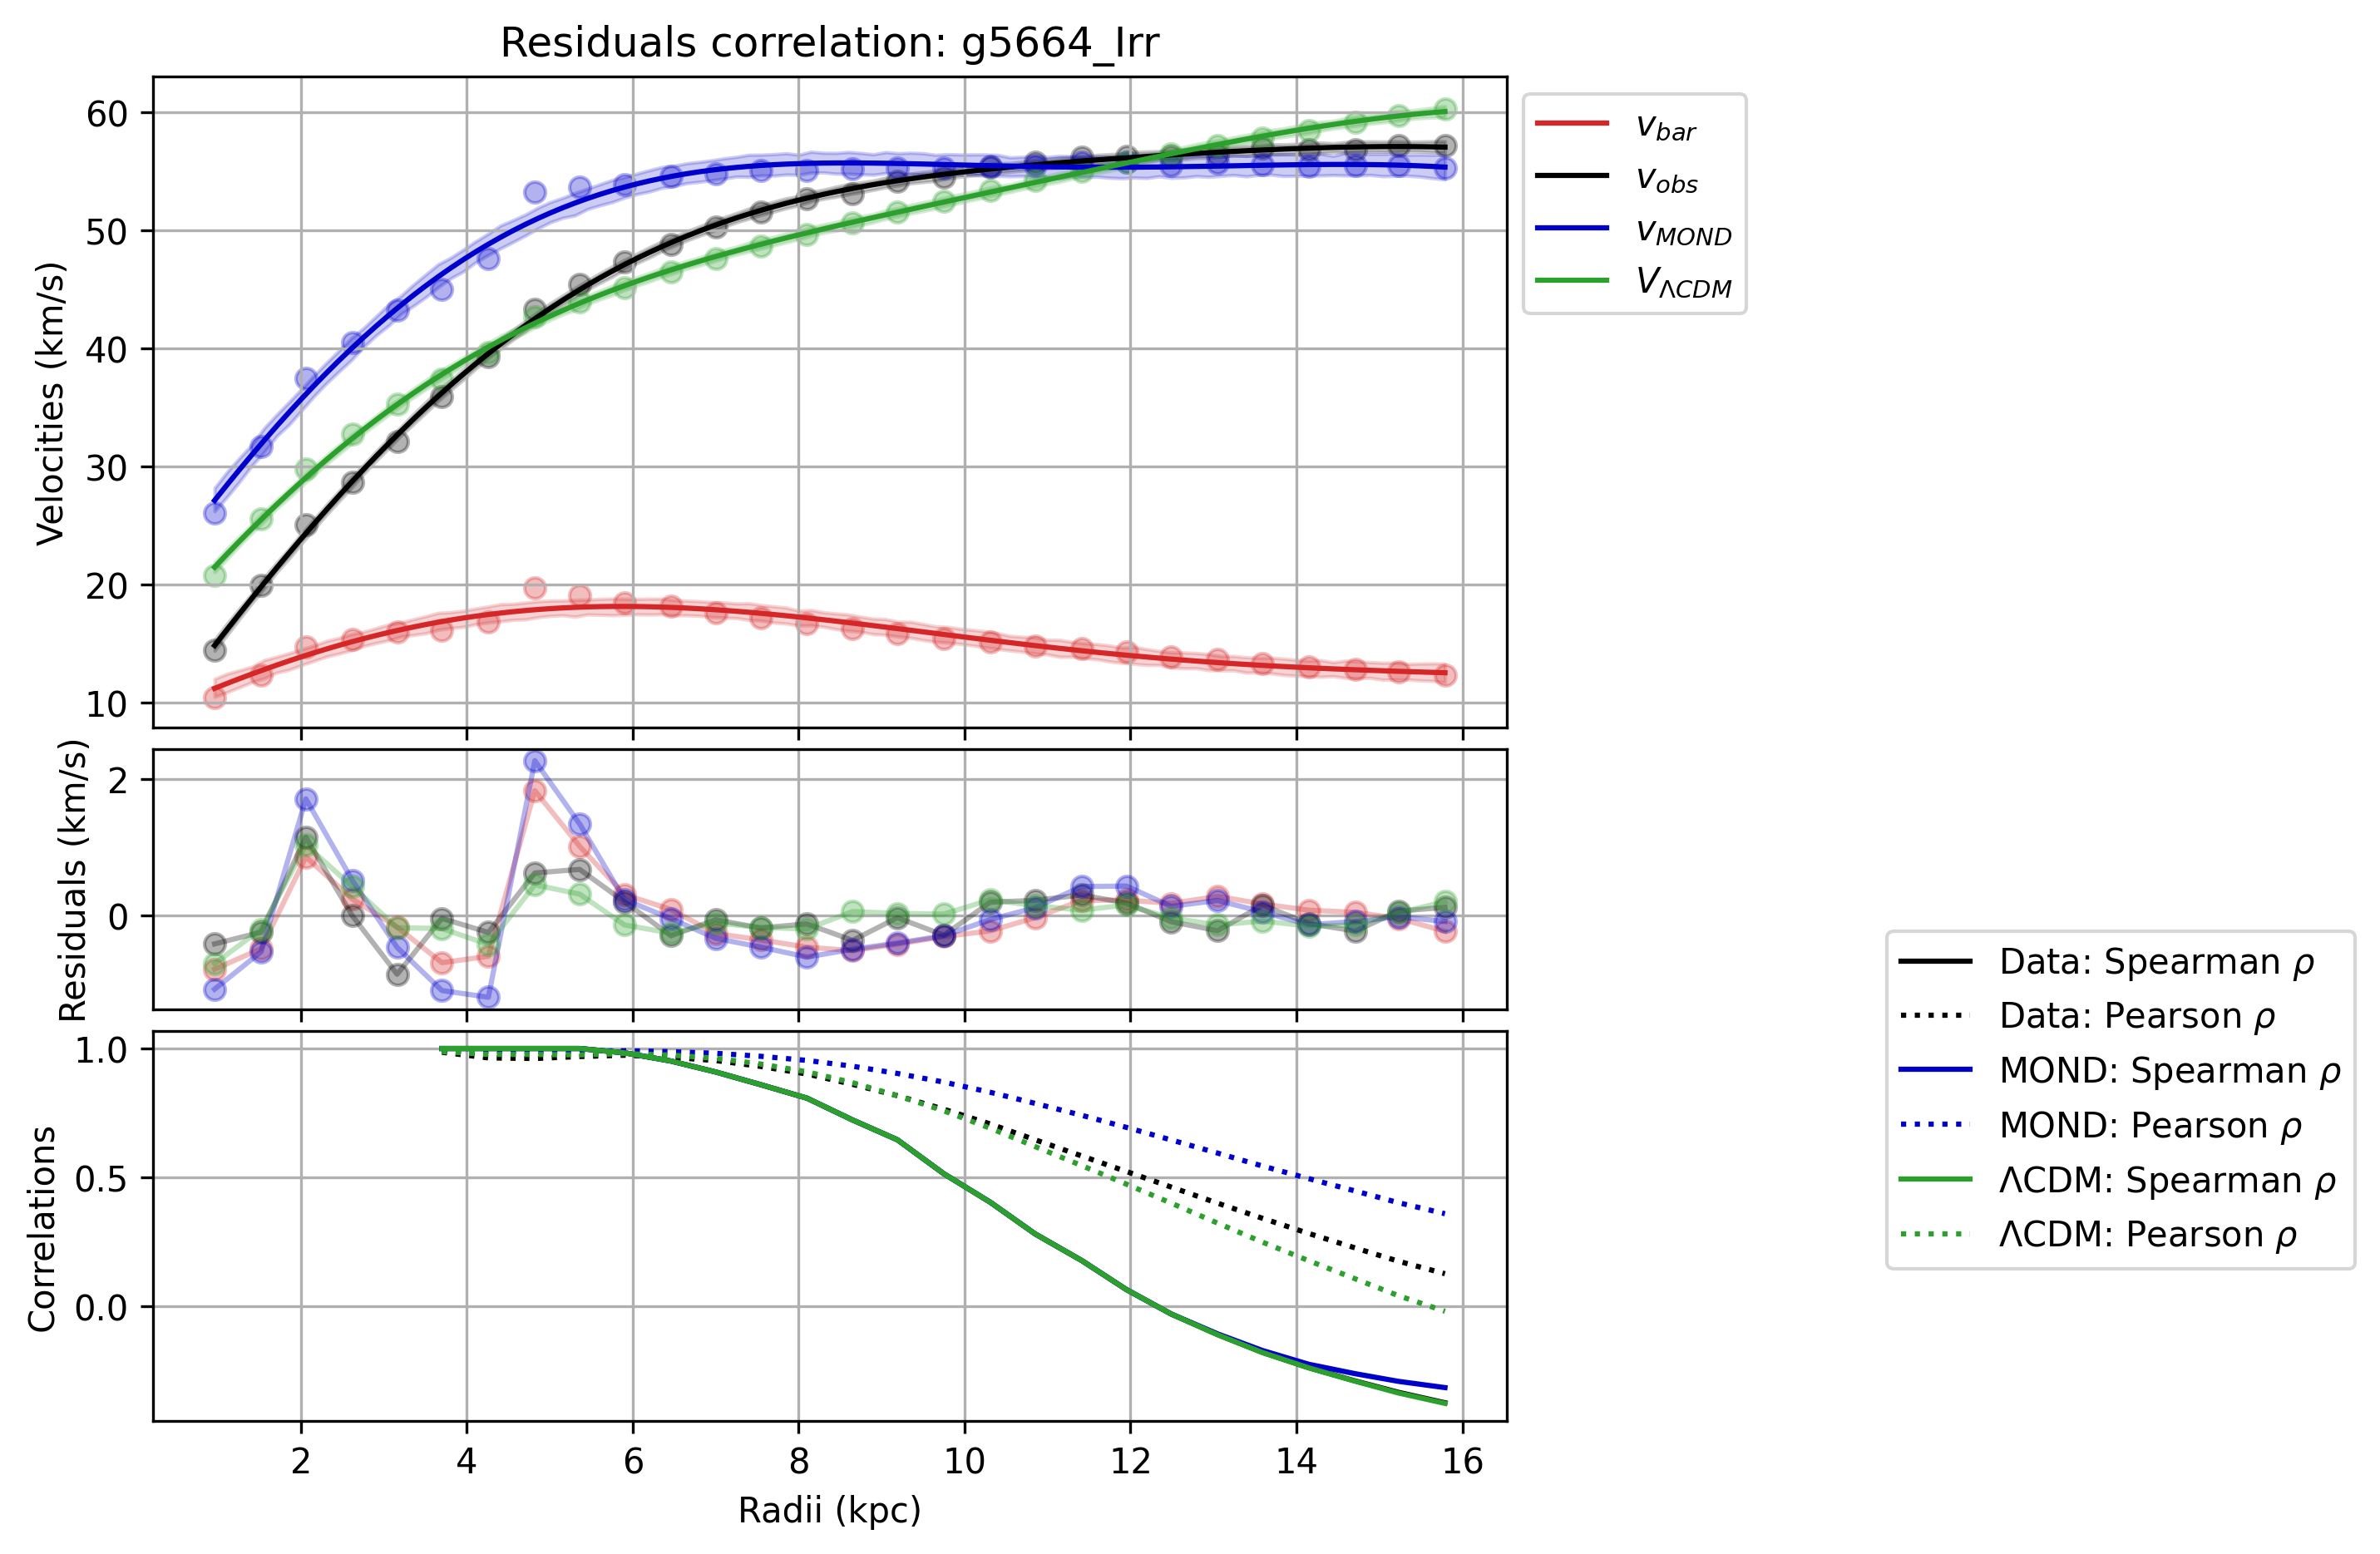 Residuals correlation: g5664_Irr
60
50
40
30
20
10
Velocities (km/s)
v_bar
v_obs
v_MOND
V_ΛCDM
2
0
Residuals (km/s)
1.0
0.5
0.0
Correlations
2 4 6 8 10 12 14 16
Radii (kpc)
Data: Spearman ρ
Data: Pearson ρ
MOND: Spearman ρ
MOND: Pearson ρ
ΛCDM: Spearman ρ
ΛCDM: Pearson ρ